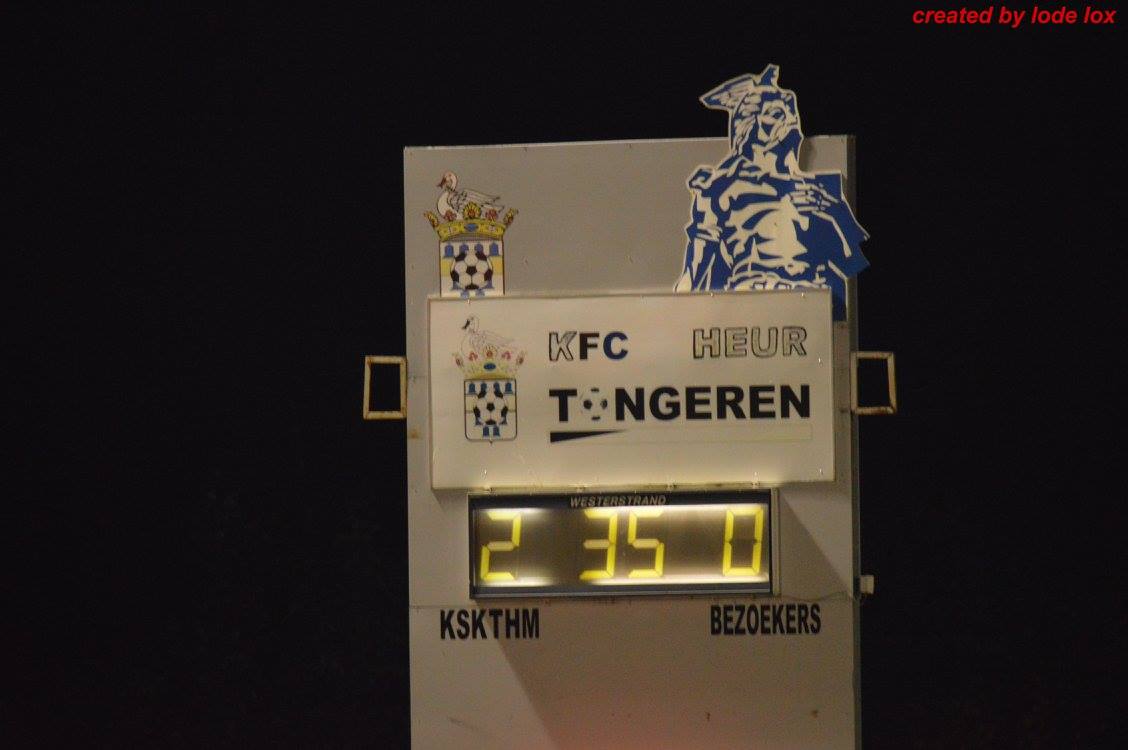 created by lode lox
KFC HEUR
TONGEREN
WESTERSTRAND
2 35 0
KSKTHM BEZOEKERS